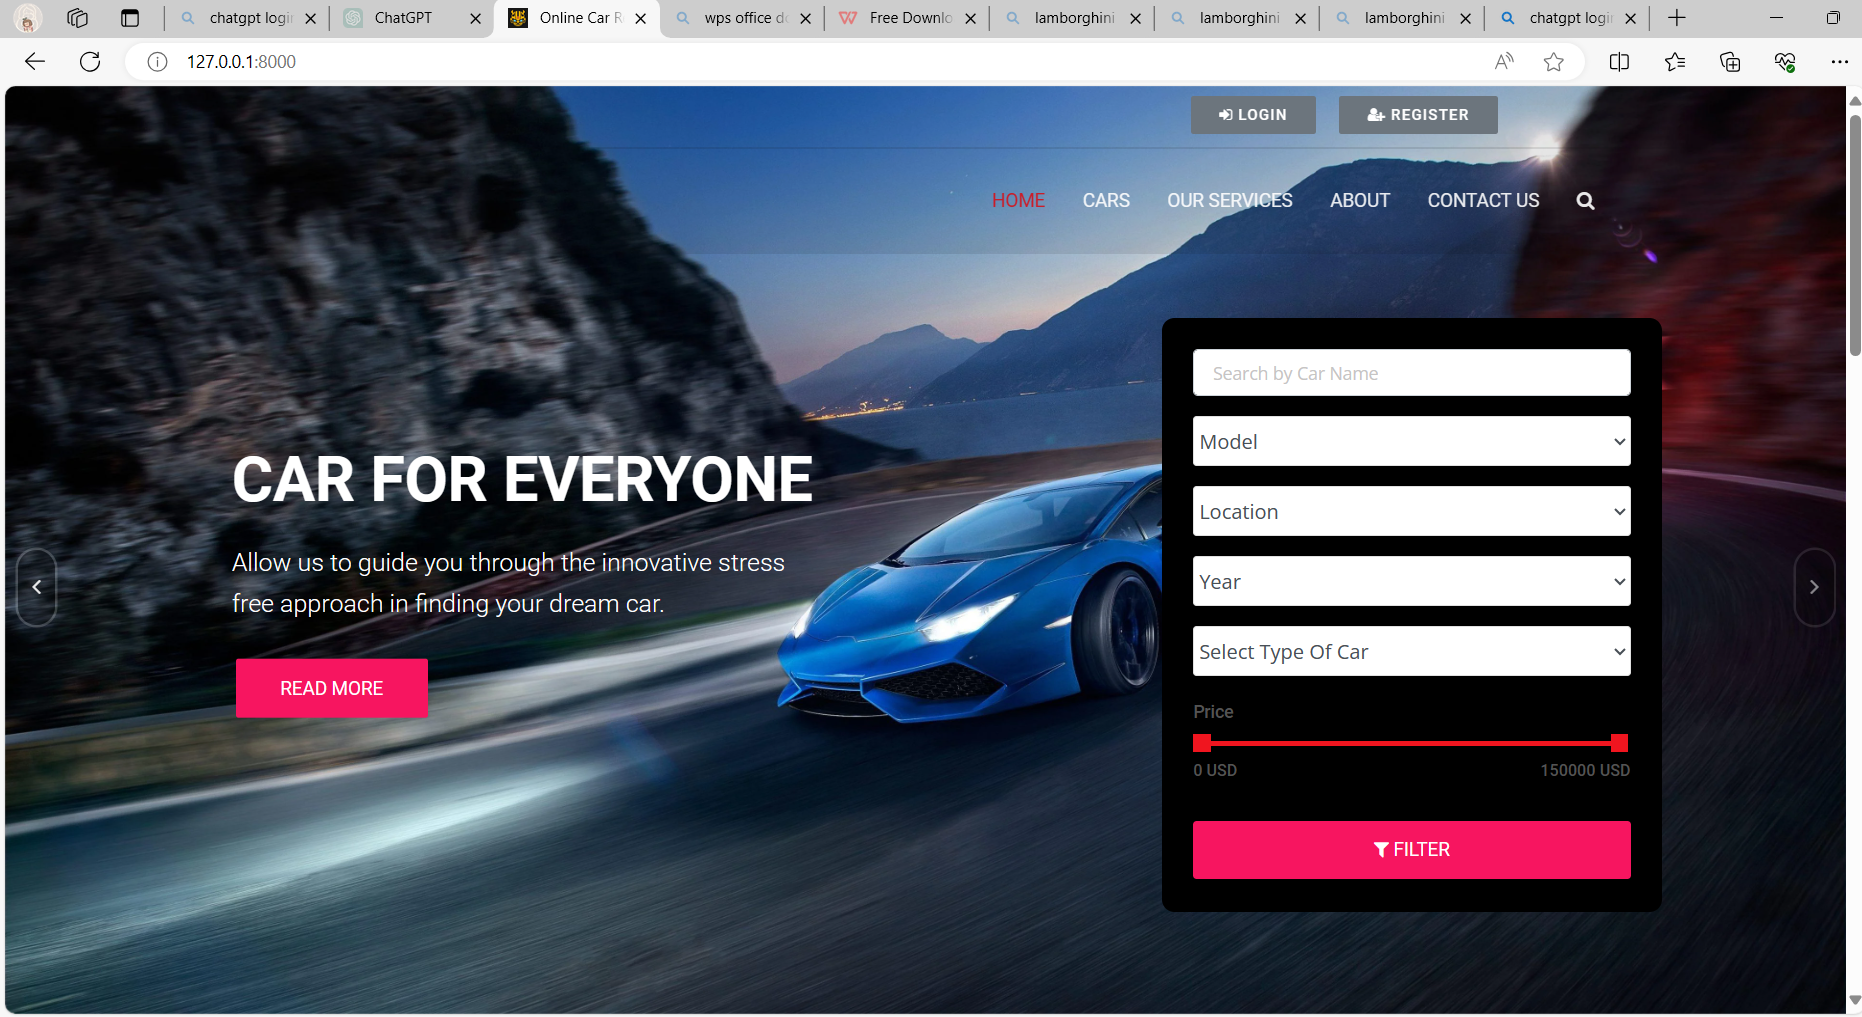 chatgpt login
ChatGPT
Online Car R
wps office do
Free Downlo
lamborghini
lamborghini
lamborghini
chatgpt login
127.0.0.1:8000
LOGIN
REGISTER
HOME
CARS
OUR SERVICES
ABOUT
CONTACT US
Search by Car Name
Model
Location
Year
Select Type Of Car
Price
0 USD
150000 USD
FILTER
CAR FOR EVERYONE
Allow us to guide you through the innovative stress
free approach in finding your dream car.
READ MORE